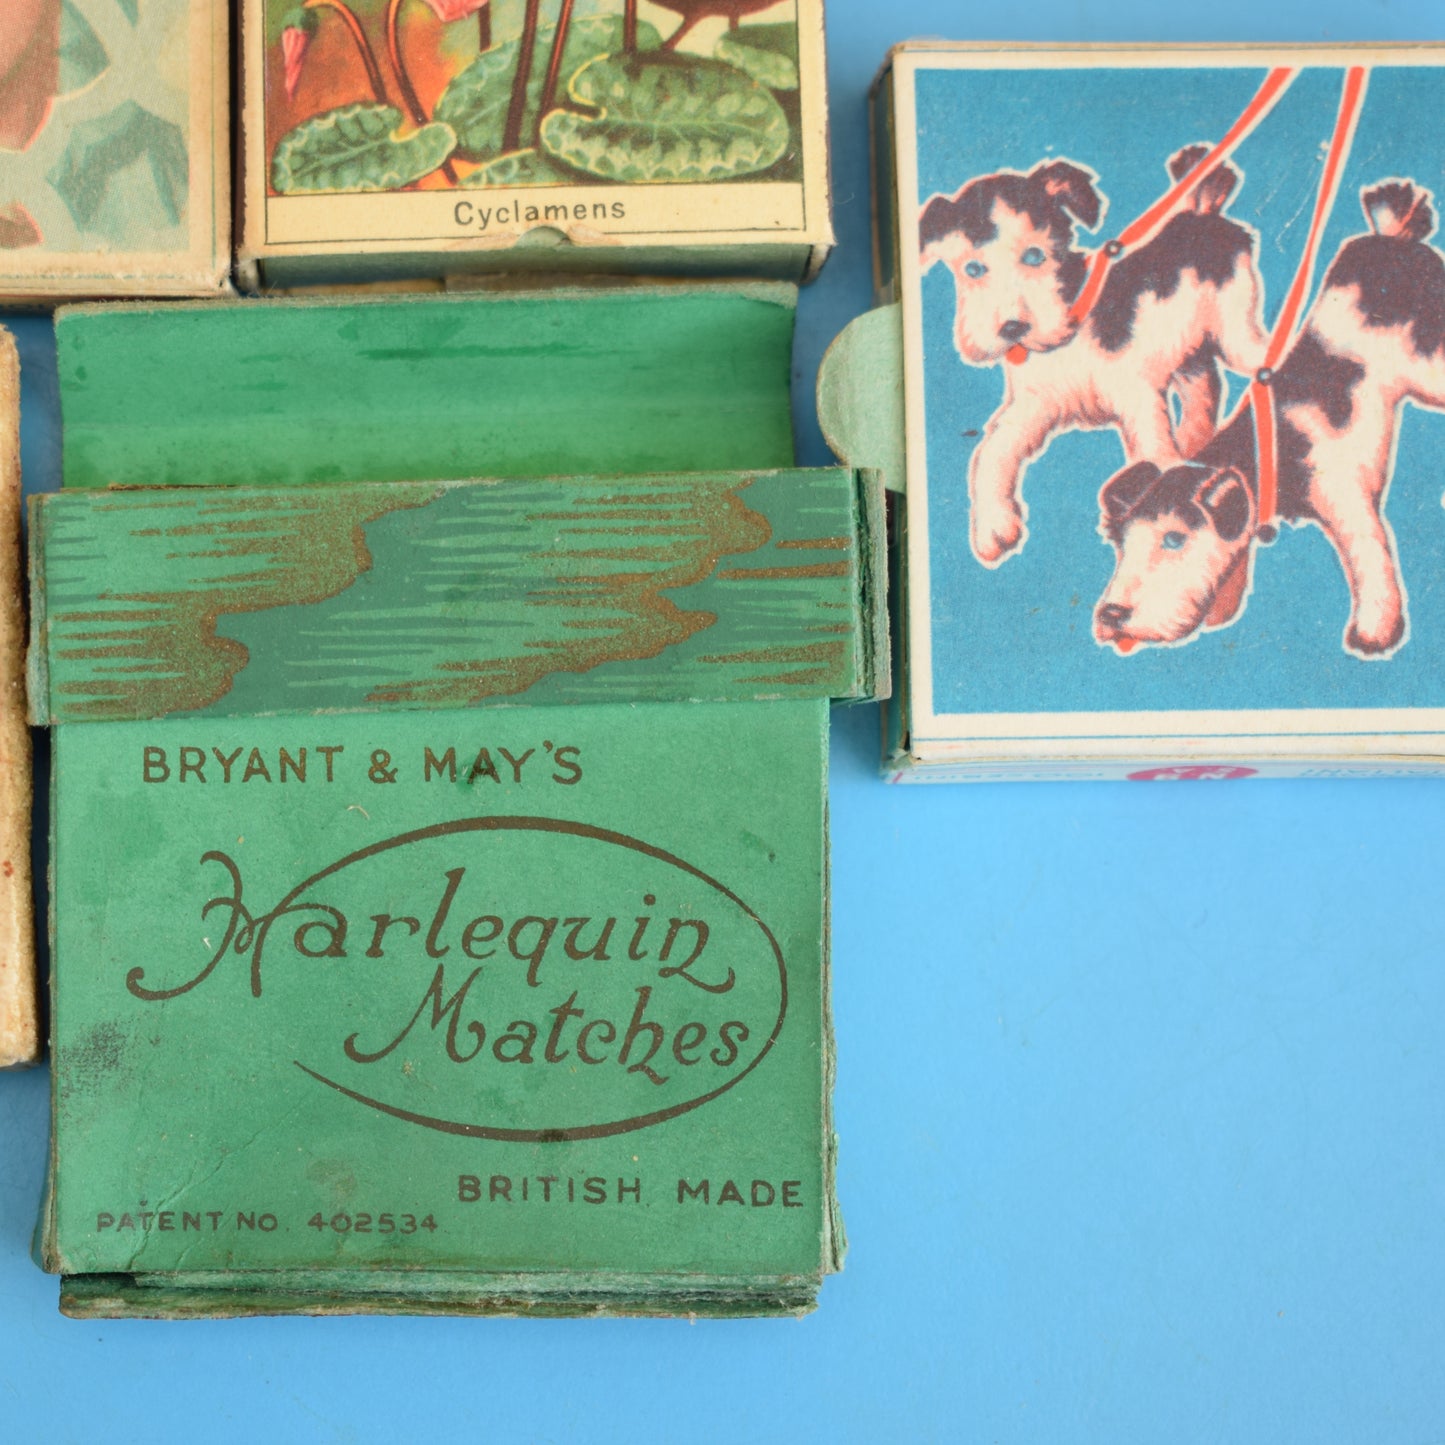 Cyclamens
BRYANT & MAY'S
Harlequin
Matches
BRITISH MADE
PATENT NO. 402534